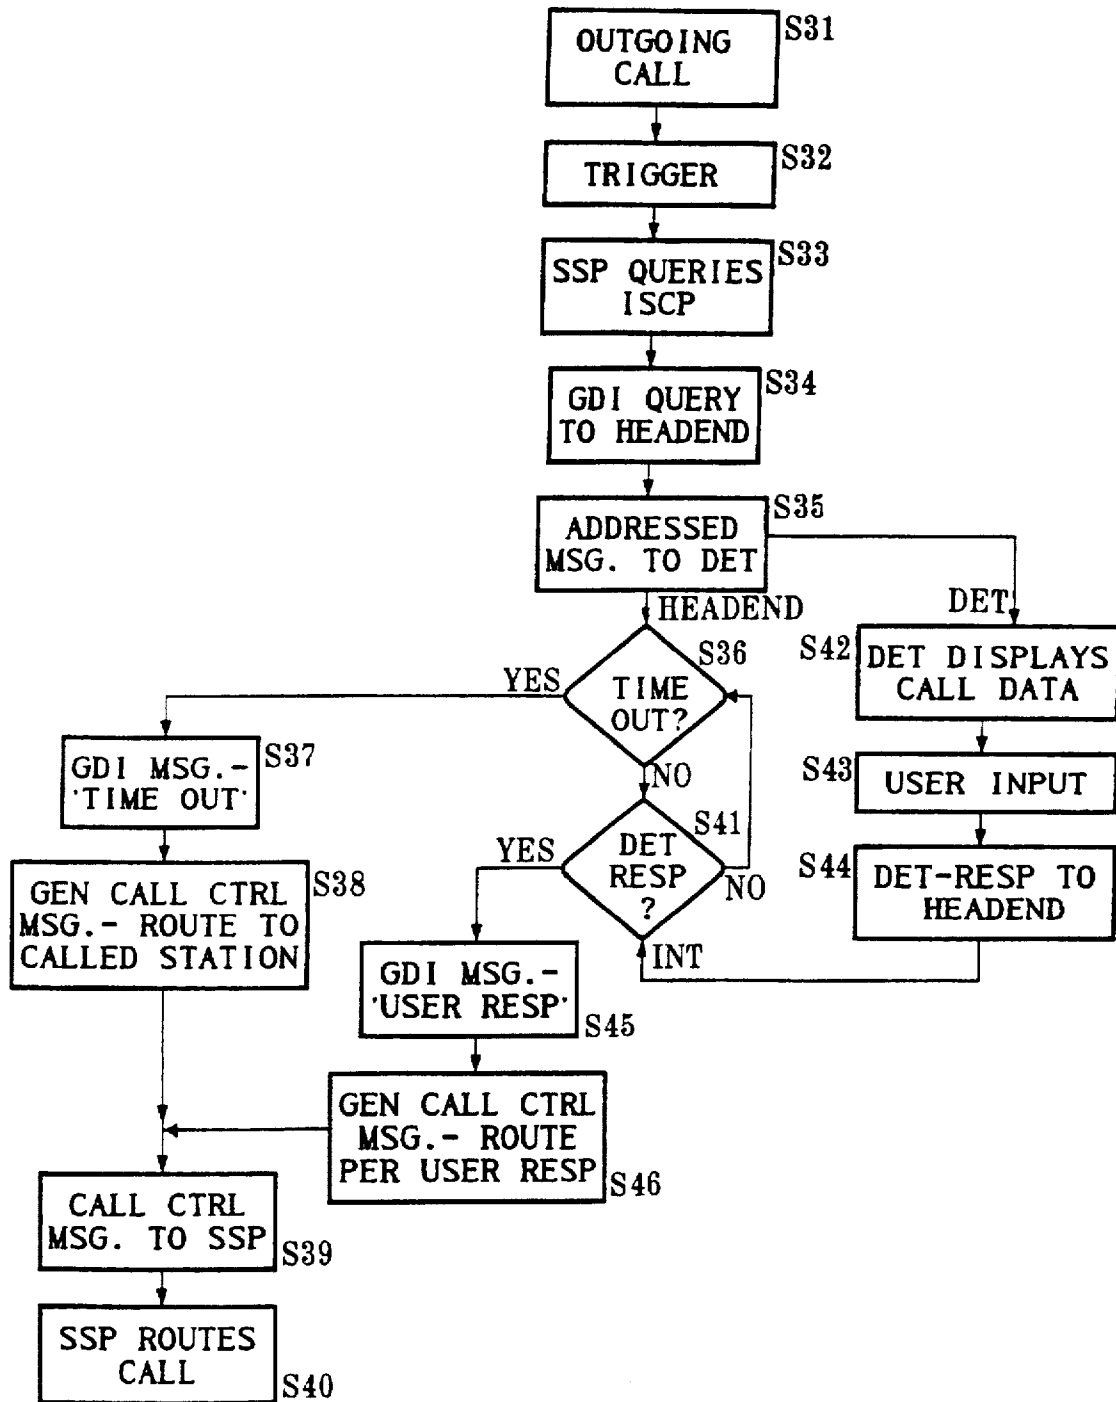 OUTGOING
CALL
S31
TRIGGER
S32
SSP QUERIES
ISCP
S33
GDI QUERY
TO HEADEND
S34
ADDRESSED
MSG. TO DET
S35
HEADEND
DET
TIME
OUT?
S36
YES
NO
GDI MSG.-
'TIME OUT'
S37
GEN CALL CTRL
MSG.- ROUTE TO
CALLED STATION
S38
DET
RESP
?
S41
YES
NO
INT
S42
DET DISPLAYS
CALL DATA
S43
USER INPUT
S44
DET-RESP TO
HEADEND
GDI MSG.-
'USER RESP'
S45
GEN CALL CTRL
MSG.- ROUTE
PER USER RESP
S46
CALL CTRL
MSG. TO SSP
S39
SSP ROUTES
CALL
S40